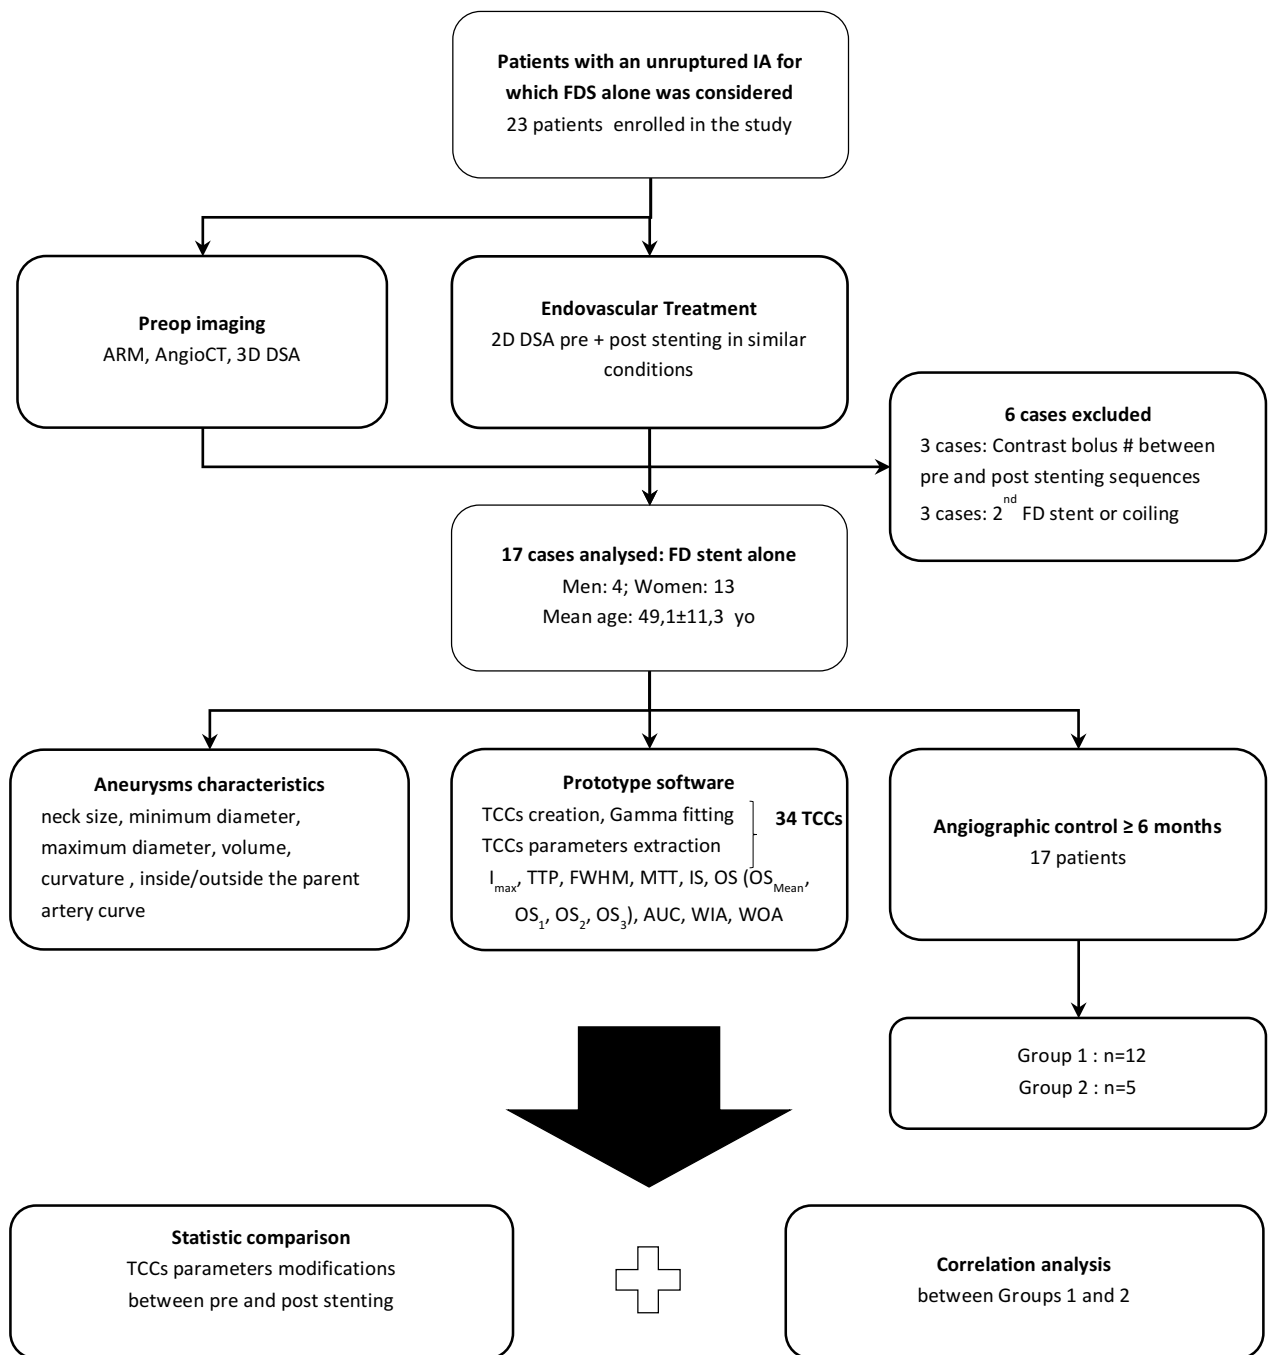 Patients with an unruptured IA for
which FDS alone was considered
23 patients enrolled in the study
Preop imaging
ARM, AngioCT, 3D DSA
Endovascular Treatment
2D DSA pre + post stenting in similar
conditions
6 cases excluded
3 cases: Contrast bolus # between
pre and post stenting sequences
3 cases: 2nd FD stent or coiling
17 cases analysed: FD stent alone
Men: 4; Women: 13
Mean age: 49,1±11,3 yo
Aneurysms characteristics
neck size, minimum diameter,
maximum diameter, volume,
curvature , inside/outside the parent
artery curve
Prototype software
TCCs creation, Gamma fitting
TCCs parameters extraction
34 TCCs
Imax, TTP, FWHM, MTT, IS, OS (OSMean,
OS1, OS2, OS3), AUC, WIA, WOA
Angiographic control ≥ 6 months
17 patients
Group 1 : n=12
Group 2 : n=5
Statistic comparison
TCCs parameters modifications
between pre and post stenting
Correlation analysis
between Groups 1 and 2